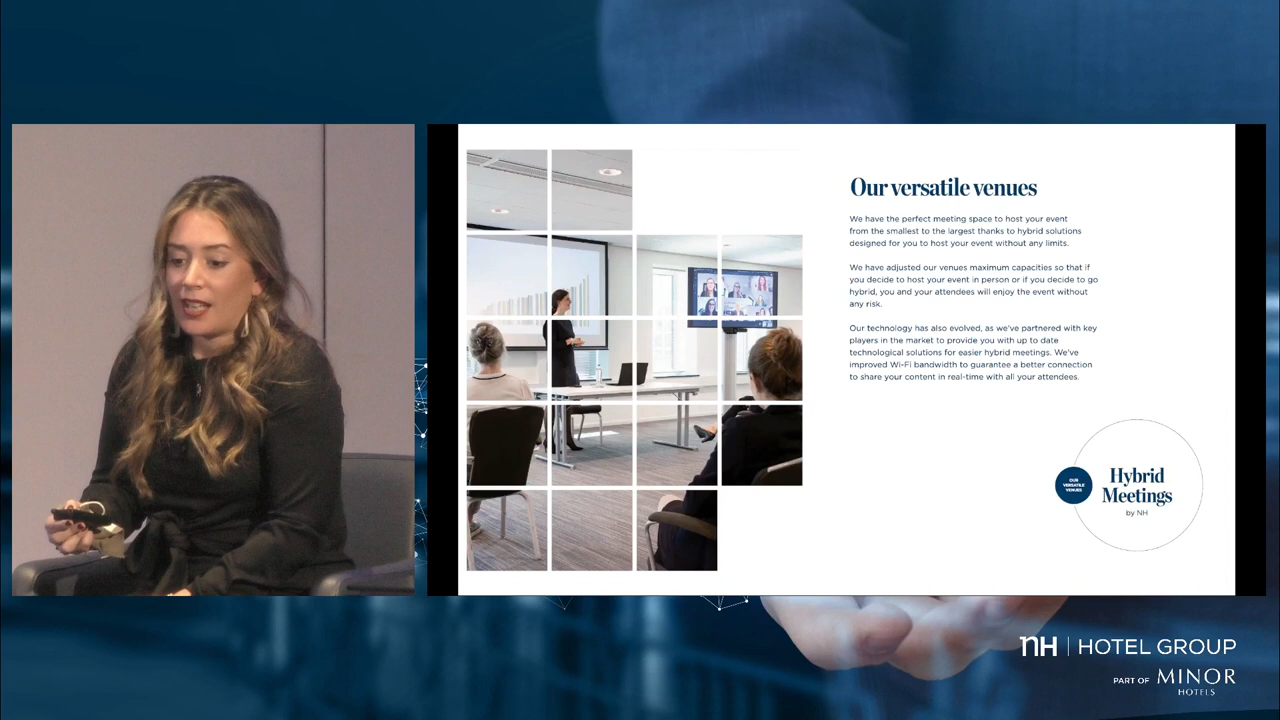 Our versatile venues
We have the perfect meeting space to host your event
from the smallest to the largest thanks to hybrid solutions
designed for you to host your event without any limits.
We have adjusted our venues maximum capacities so that if
you decide to host your event in person or if you decide to go
hybrid, you and your attendees will enjoy the event without
any risk.
Our technology has also evolved, as we've partnered with key
players in the market to provide you with up to date
technological solutions for easier hybrid meetings. We've
improved Wi-Fi bandwidth to guarantee a better connection
to share your content in real-time with all your attendees.
OUR
VERSATILE
VENUES
Hybrid
Meetings
by NH
nH | HOTEL GROUP
PART OF MINOR
HOTELS